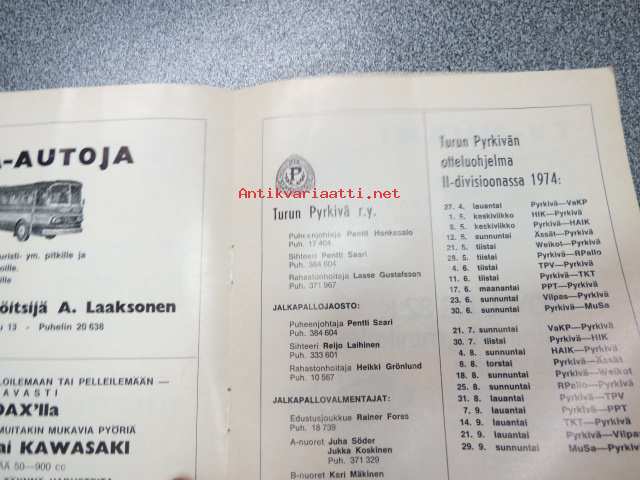 -AUTOJA
uristi- ym. pitkille ja
oille.
ille
öitsijä A. Laaksonen
u 13 - Puhelin 20 638
LOILEMAAN TAI PELLEILEMÄÄN —
AVASTI
DAX'lla
MUITAKIN MUKAVIA PYÖRIÄ
ai KAWASAKI
ÄÄ 50—900 cc
P
Antikvariaatti.net
Turun Pyrkivä r.y.
Puheenjohtaja Pentti Honkasalo
Puh. 17 404
Sihteeri Pentti Saari
Puh. 384 604
Rahastonhoitaja Lasse Gustafsson
Puh. 371 967
JALKAPALLOJAOSTO:
Puheenjohtaja Pentti Saari
Puh. 384 604
Sihteeri Reijo Laihinen
Puh. 333 601
Rahastonhoitaja Heikki Grönlund
Puh. 10 567
JALKAPALLOVALMENTAJAT:
Edustusjoukkue Rainer Forss
Puh. 18 739
A-nuoret Juha Söder
Jukka Koskinen
Puh. 371 329
B-nuoret Kari Mäkinen
Turun Pyrkivän
otteluohjelma
II-divisioonassa 1974:
27. 4. lauantai Pyrkivä—VaKP
1. 5. keskiviikko HIK—Pyrkivä
8. 5. keskiviikko Pyrkivä—HAIK
12. 5. sunnuntai Ässät—Pyrkivä
21. 5. tiistai Weikot—Pyrkivä
28. 5. tiistai Pyrkivä—RPallo
4. 6. tiistai TPV—Pyrkivä
11. 6. tiistai Pyrkivä—TKT
17. 6. maanantai PPT—Pyrkivä
23. 6. sunnuntai Vilpas—Pyrkivä
30. 6. sunnuntai Pyrkivä—MuSa
21. 7. sunnuntai VaKP—Pyrkivä
30. 7. tiistai Pyrkivä—HIK
4. 8. sunnuntai HAIK—Pyrkivä
8. 8. torstai Pyrkivä—Ässät
18. 8. sunnuntai Pyrkivä—Weikot
25. 8. sunnuntai RPallo—Pyrkivä
31. 8. lauantai Pyrkivä—TPV
7. 9. lauantai Pyrkivä—PPT
14. 9. lauantai TKT—Pyrkivä
21. 9. lauantai Pyrkivä—Vilpas
29. 9. sunnuntai MuSa—Pyrkivä